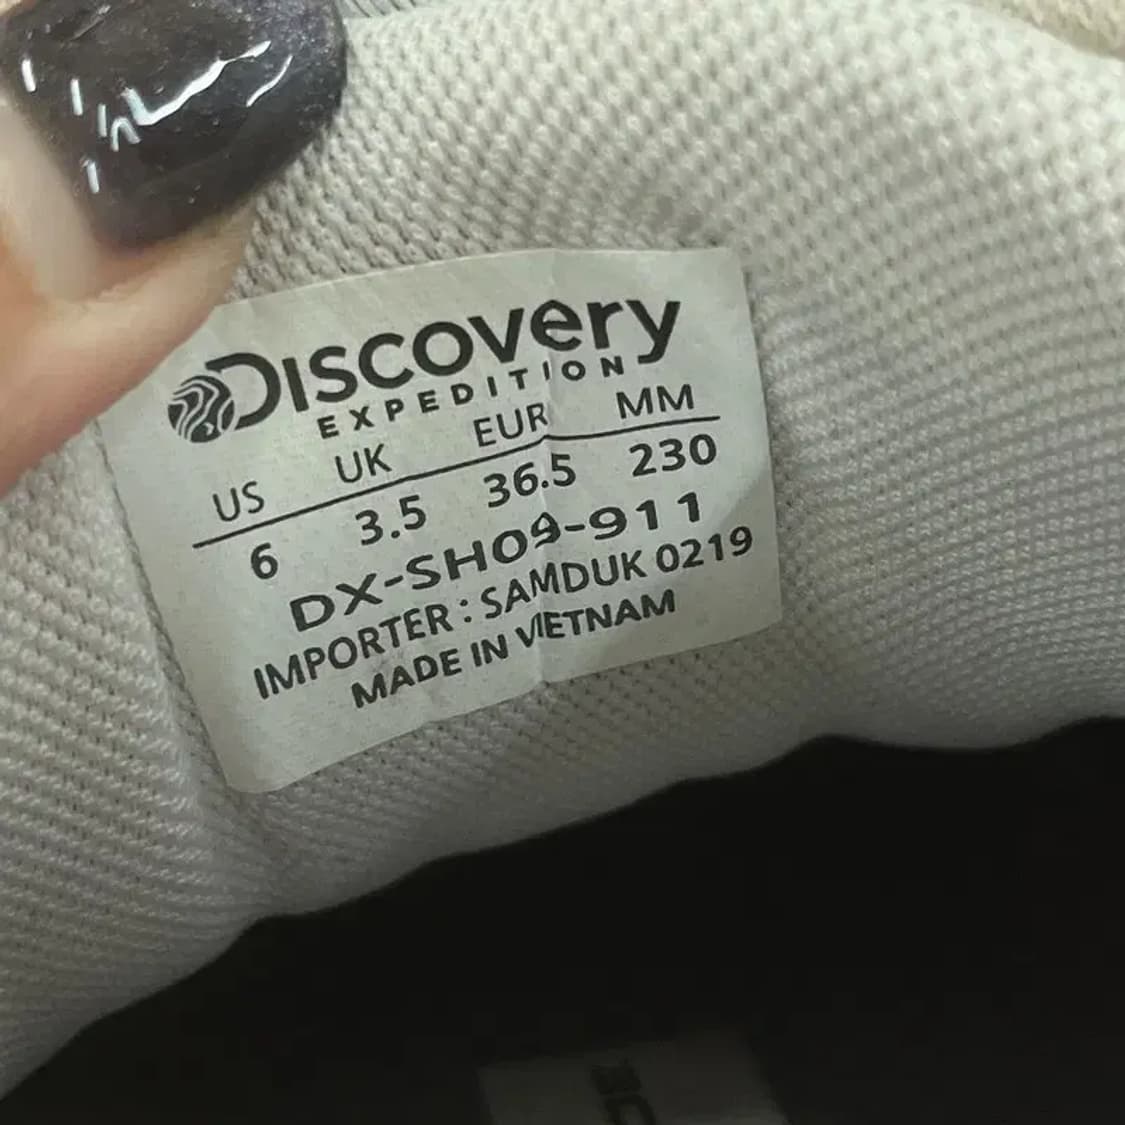 Discovery
EXPEDITION
US UK EUR MM
6 3.5 36.5 230
DX-SH09-911
IMPORTER : SAMDUK 0219
MADE IN VIETNAM